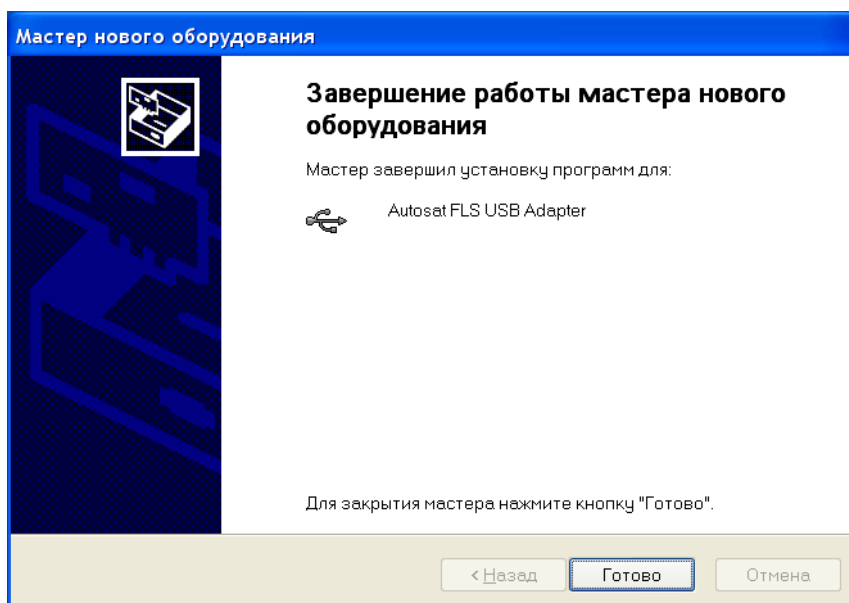 Мастер нового оборудования
Завершение работы мастера нового
оборудования
Мастер завершил установку программ для:
Autosat FLS USB Adapter
Для закрытия мастера нажмите кнопку "Готово".
< Назад
Готово
Отмена